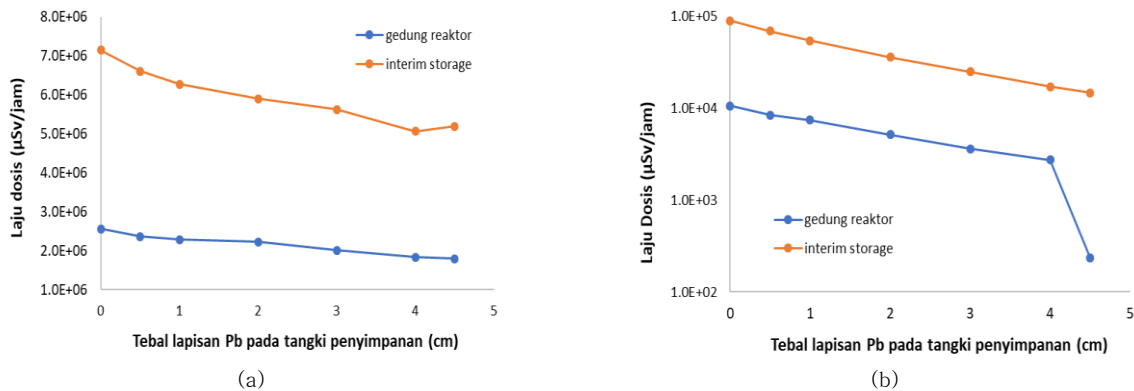 8.0E+06
7.0E+06
6.0E+06
5.0E+06
4.0E+06
3.0E+06
2.0E+06
1.0E+06
Laju dosis (μSv/jam)
gedung reaktor
interim storage
0 1 2 3 4 5
Tebal lapisan Pb pada tangki penyimpanan (cm)
(a)
1.0E+05
1.0E+04
1.0E+03
1.0E+02
Laju Dosis (μSv/jam)
gedung reaktor
interim storage
0 1 2 3 4 5
Tebal lapisan Pb pada tangki penyimpanan (cm)
(b)